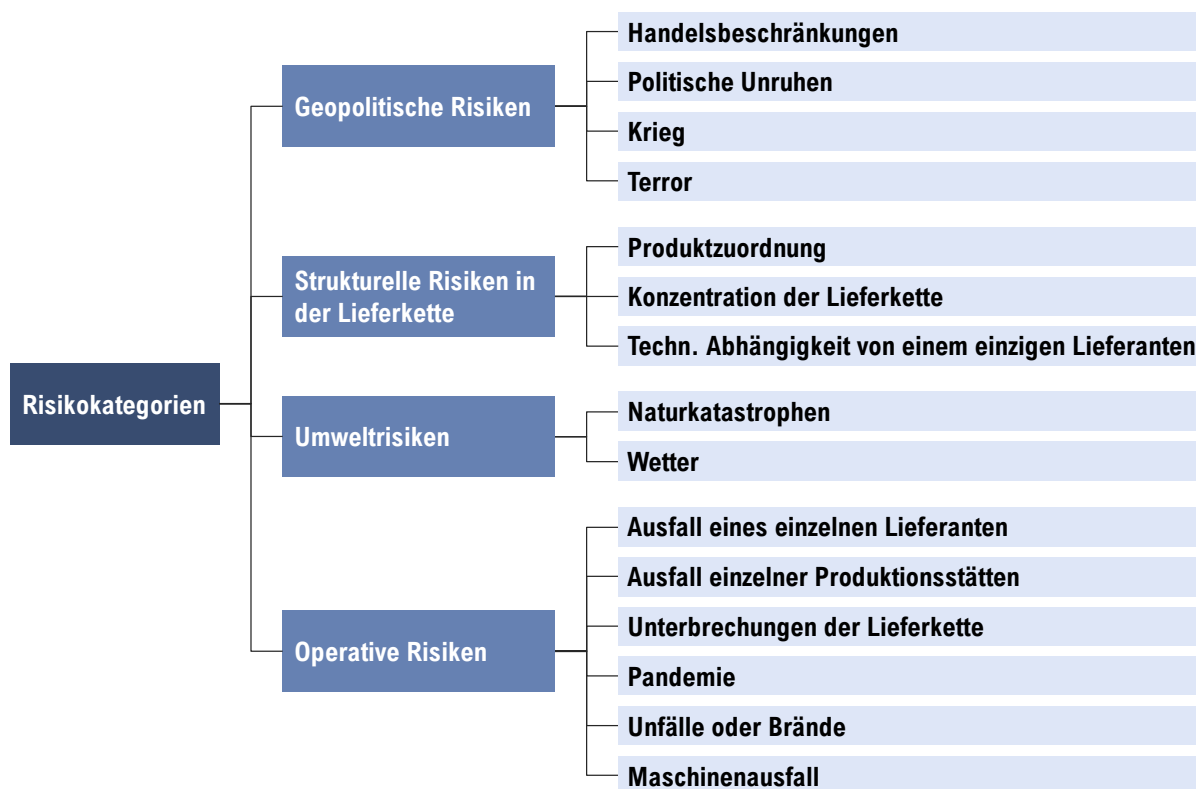 Risikokategorien
Geopolitische Risiken
Handelsbeschränkungen
Politische Unruhen
Krieg
Terror
Strukturelle Risiken in
der Lieferkette
Produktzuordnung
Konzentration der Lieferkette
Techn. Abhängigkeit von einem einzigen Lieferanten
Umweltrisiken
Naturkatastrophen
Wetter
Operative Risiken
Ausfall eines einzelnen Lieferanten
Ausfall einzelner Produktionsstätten
Unterbrechungen der Lieferkette
Pandemie
Unfälle oder Brände
Maschinenausfall